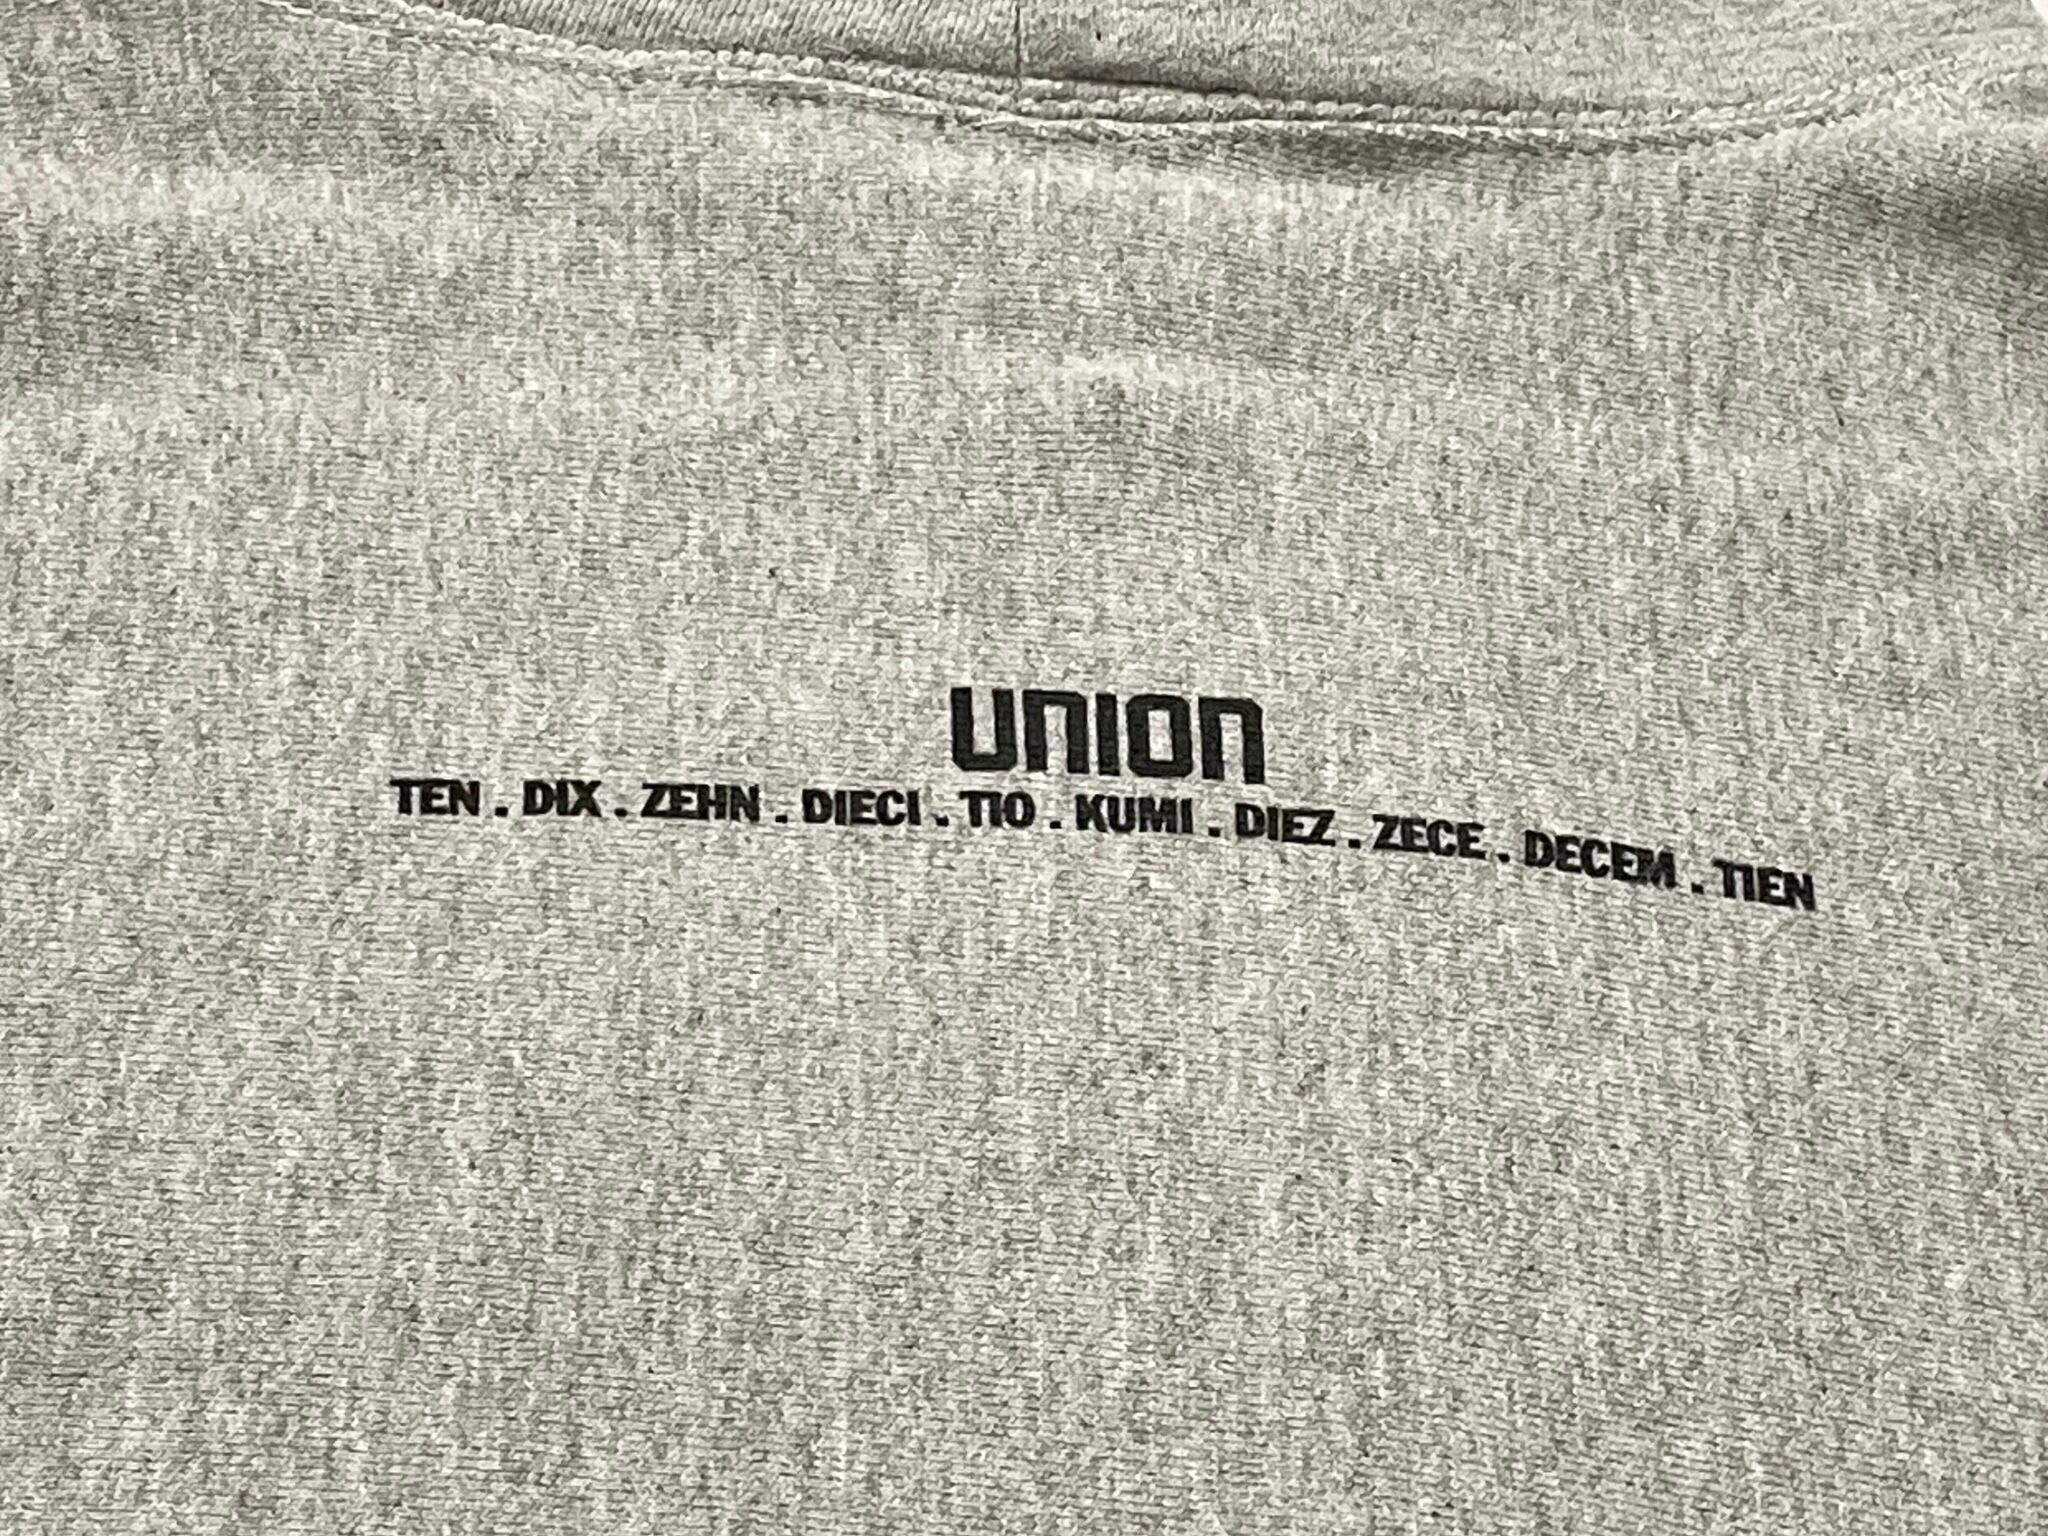 UNION
TEN . DIX . ZEHN . DIECI . TIO . KUMI . DIEZ . ZECE . DECEM . TIEN